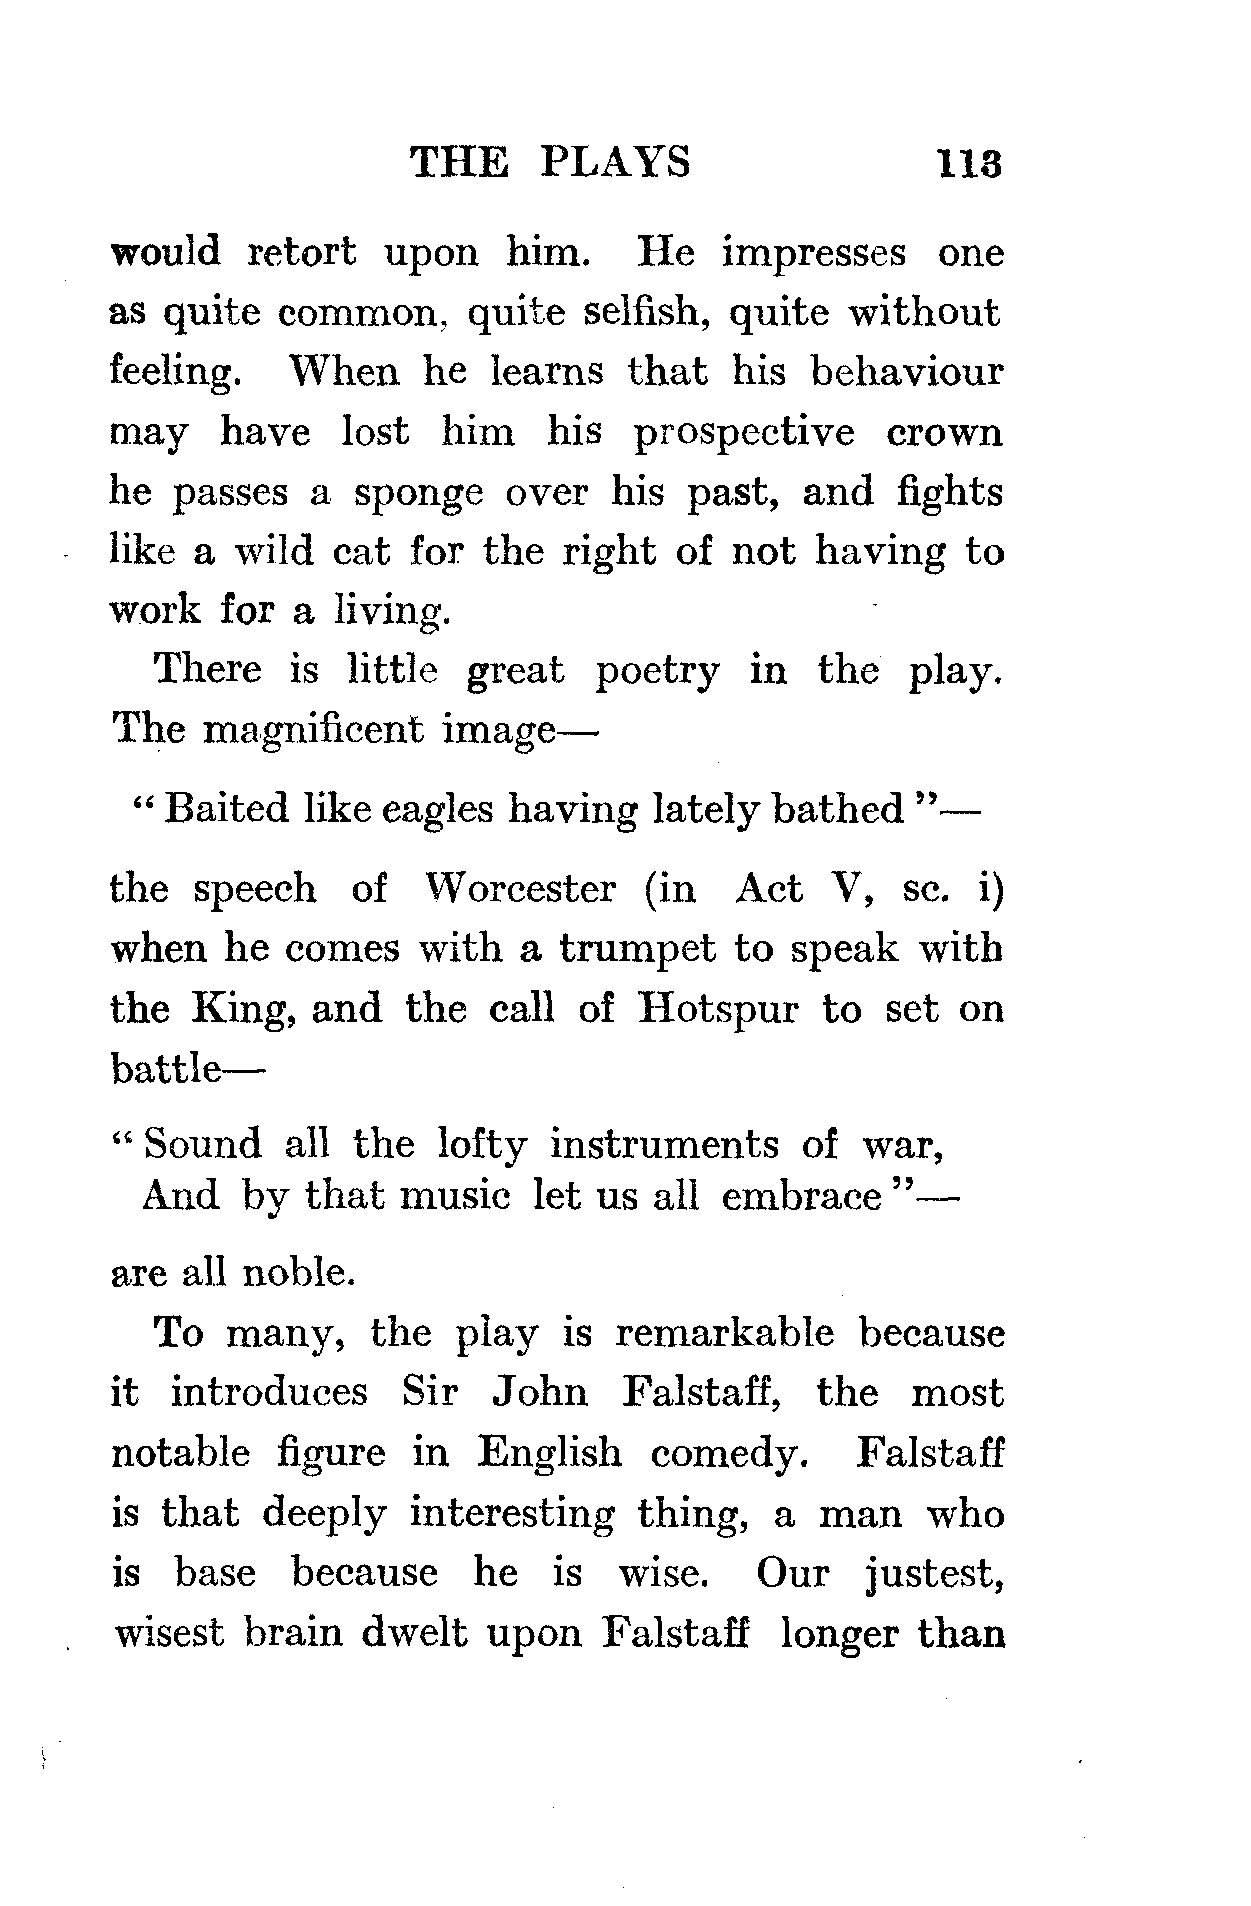 THE PLAYS 113
would retort upon him. He impresses one
as quite common, quite selfish, quite without
feeling. When he learns that his behaviour
may have lost him his prospective crown
he passes a sponge over his past, and fights
like a wild cat for the right of not having to
work for a living.
There is little great poetry in the play.
The magnificent image—
“ Baited like eagles having lately bathed ”—
the speech of Worcester (in Act V, sc. i)
when he comes with a trumpet to speak with
the King, and the call of Hotspur to set on
battle—
“ Sound all the lofty instruments of war,
And by that music let us all embrace ”—
are all noble.
To many, the play is remarkable because
it introduces Sir John Falstaff, the most
notable figure in English comedy. Falstaff
is that deeply interesting thing, a man who
is base because he is wise. Our justest,
wisest brain dwelt upon Falstaff longer than